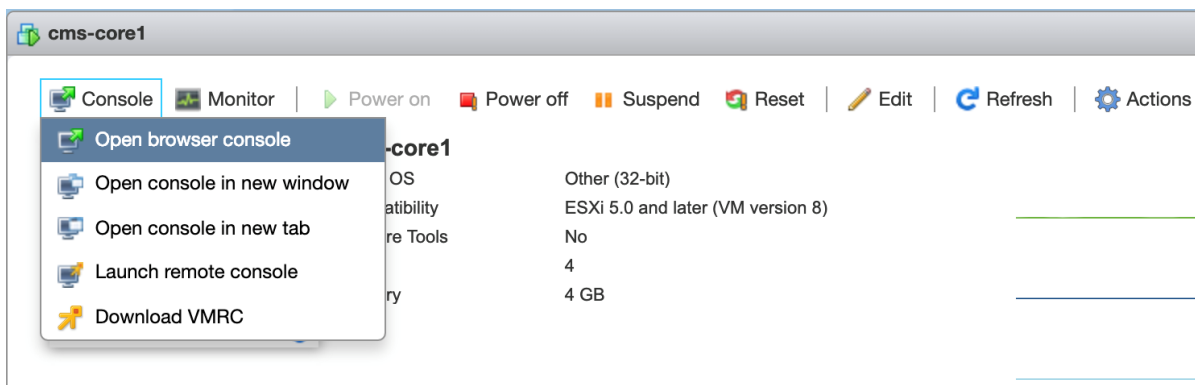 cms-core1
Console Monitor Power on Power off Suspend Reset Edit Refresh Actions
Open browser console
-core1
Open console in new window
OS Other (32-bit)
atibility ESXi 5.0 and later (VM version 8)
Open console in new tab
re Tools No
Launch remote console
4
ry 4 GB
Download VMRC